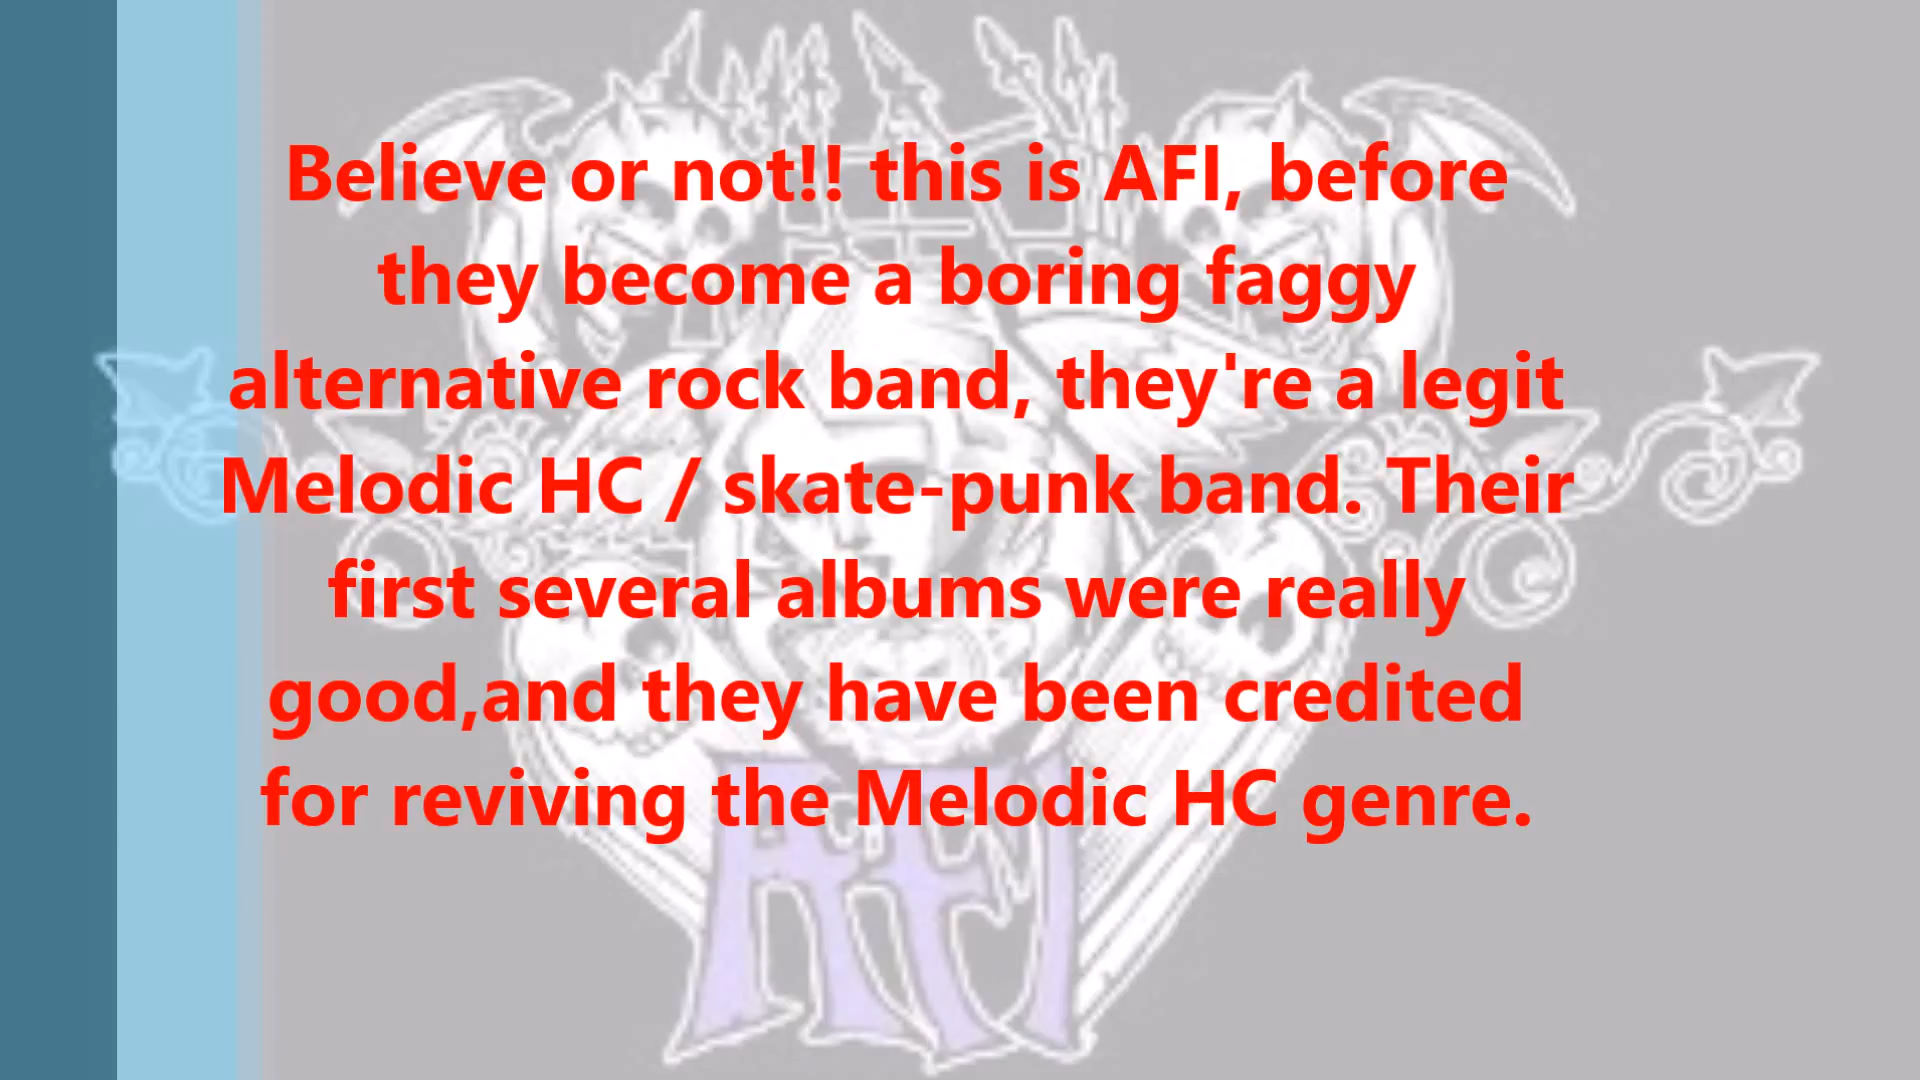 Believe or not!! this is AFI, before
they become a boring faggy
alternative rock band, they're a legit
Melodic HC / skate-punk band. Their
first several albums were really
good,and they have been credited
for reviving the Melodic HC genre.
AFI